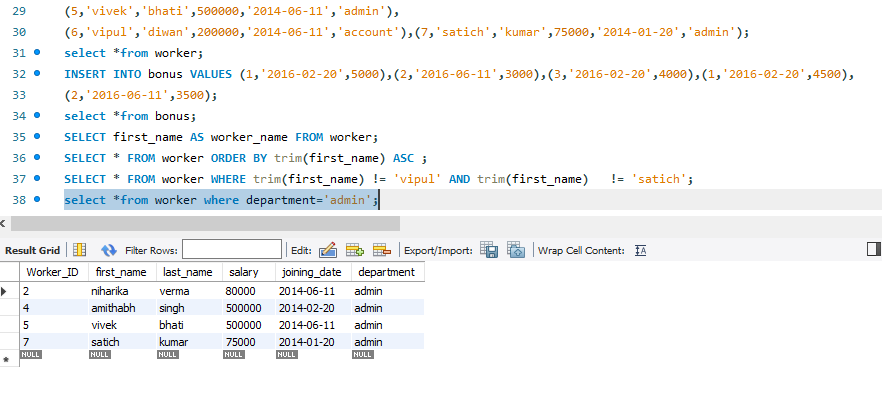 29 (5,'vivek','bhati',500000,'2014-06-11','admin'),
30 (6,'vipul','diwan',200000,'2014-06-11','account'),(7,'satich','kumar',75000,'2014-01-20','admin');
31 select *from worker;
32 INSERT INTO bonus VALUES (1,'2016-02-20',5000),(2,'2016-06-11',3000),(3,'2016-02-20',4000),(1,'2016-02-20',4500),
33 (2,'2016-06-11',3500);
34 select *from bonus;
35 SELECT first_name AS worker_name FROM worker;
36 SELECT * FROM worker ORDER BY trim(first_name) ASC ;
37 SELECT * FROM worker WHERE trim(first_name) != 'vipul' AND trim(first_name)   != 'satich';
38 select *from worker where department='admin';
Result Grid Filter Rows: Edit: Export/Import: Wrap Cell Content:
Worker_ID first_name last_name salary joining_date department
2 niharika verma 80000 2014-06-11 admin
4 amithabh singh 500000 2014-02-20 admin
5 vivek bhati 500000 2014-06-11 admin
7 satich kumar 75000 2014-01-20 admin
NULL NULL NULL NULL NULL NULL